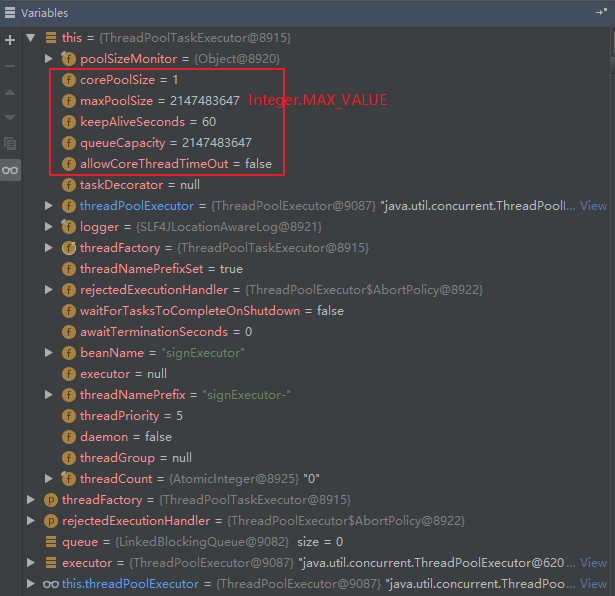 Variables
this = {ThreadPoolTaskExecutor@8915}
poolSizeMonitor = {Object@8920}
corePoolSize = 1
maxPoolSize = 2147483647 Integer.MAX_VALUE
keepAliveSeconds = 60
queueCapacity = 2147483647
allowCoreThreadTimeOut = false
taskDecorator = null
threadPoolExecutor = {ThreadPoolExecutor@9087} "java.util.concurrent.ThreadPoolI... View
logger = {SLF4JLocationAwareLog@8921}
threadFactory = {ThreadPoolTaskExecutor@8915}
threadNamePrefixSet = true
rejectedExecutionHandler = {ThreadPoolExecutor$AbortPolicy@8922}
waitForTasksToCompleteOnShutdown = false
awaitTerminationSeconds = 0
beanName = "signExecutor"
executor = null
threadNamePrefix = "signExecutor-"
threadPriority = 5
daemon = false
threadGroup = null
threadCount = {AtomicInteger@8925} "0"
threadFactory = {ThreadPoolTaskExecutor@8915}
rejectedExecutionHandler = {ThreadPoolExecutor$AbortPolicy@8922}
queue = {LinkedBlockingQueue@9082} size = 0
executor = {ThreadPoolExecutor@9087} "java.util.concurrent.ThreadPoolExecutor@620... View
this.threadPoolExecutor = {ThreadPoolExecutor@9087} "java.util.concurrent.ThreadPoo... View